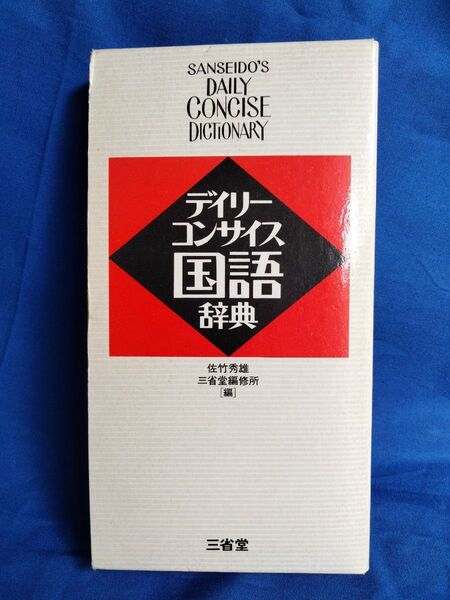 SANSEIDO'S
DAILY
CONCISE
DICTIONARY
デイリー
コンサイス
国語
辞典
佐竹秀雄
三省堂編修所
[編]
三省堂